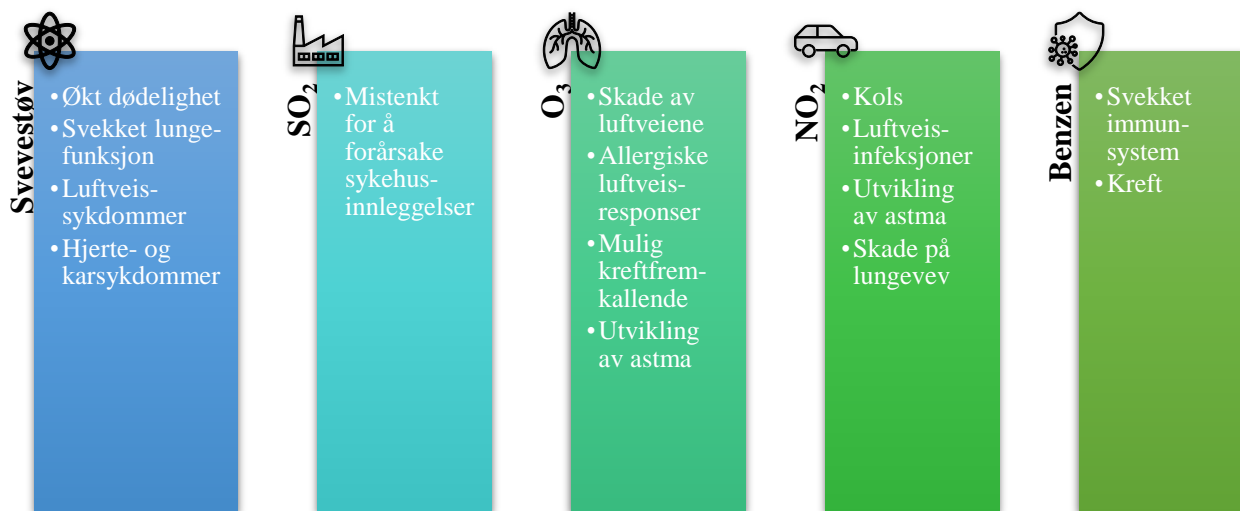 Svevestøv
• Økt dødelighet
• Svekket lunge-
funksjon
• Luftveis-
sykdommer
• Hjerte- og
karsykdommer
SO₂
• Mistenkt
for å
forårsake
sykehus-
innleggelser
O₃
• Skade av
luftveiene
• Allergiske
luftveis-
responser
• Mulig
kreftfrem-
kallende
• Utvikling
av astma
NO₂
• Kols
• Luftveis-
infeksjoner
• Utvikling
av astma
• Skade på
lungevev
Benzen
• Svekket
immun-
system
• Kreft